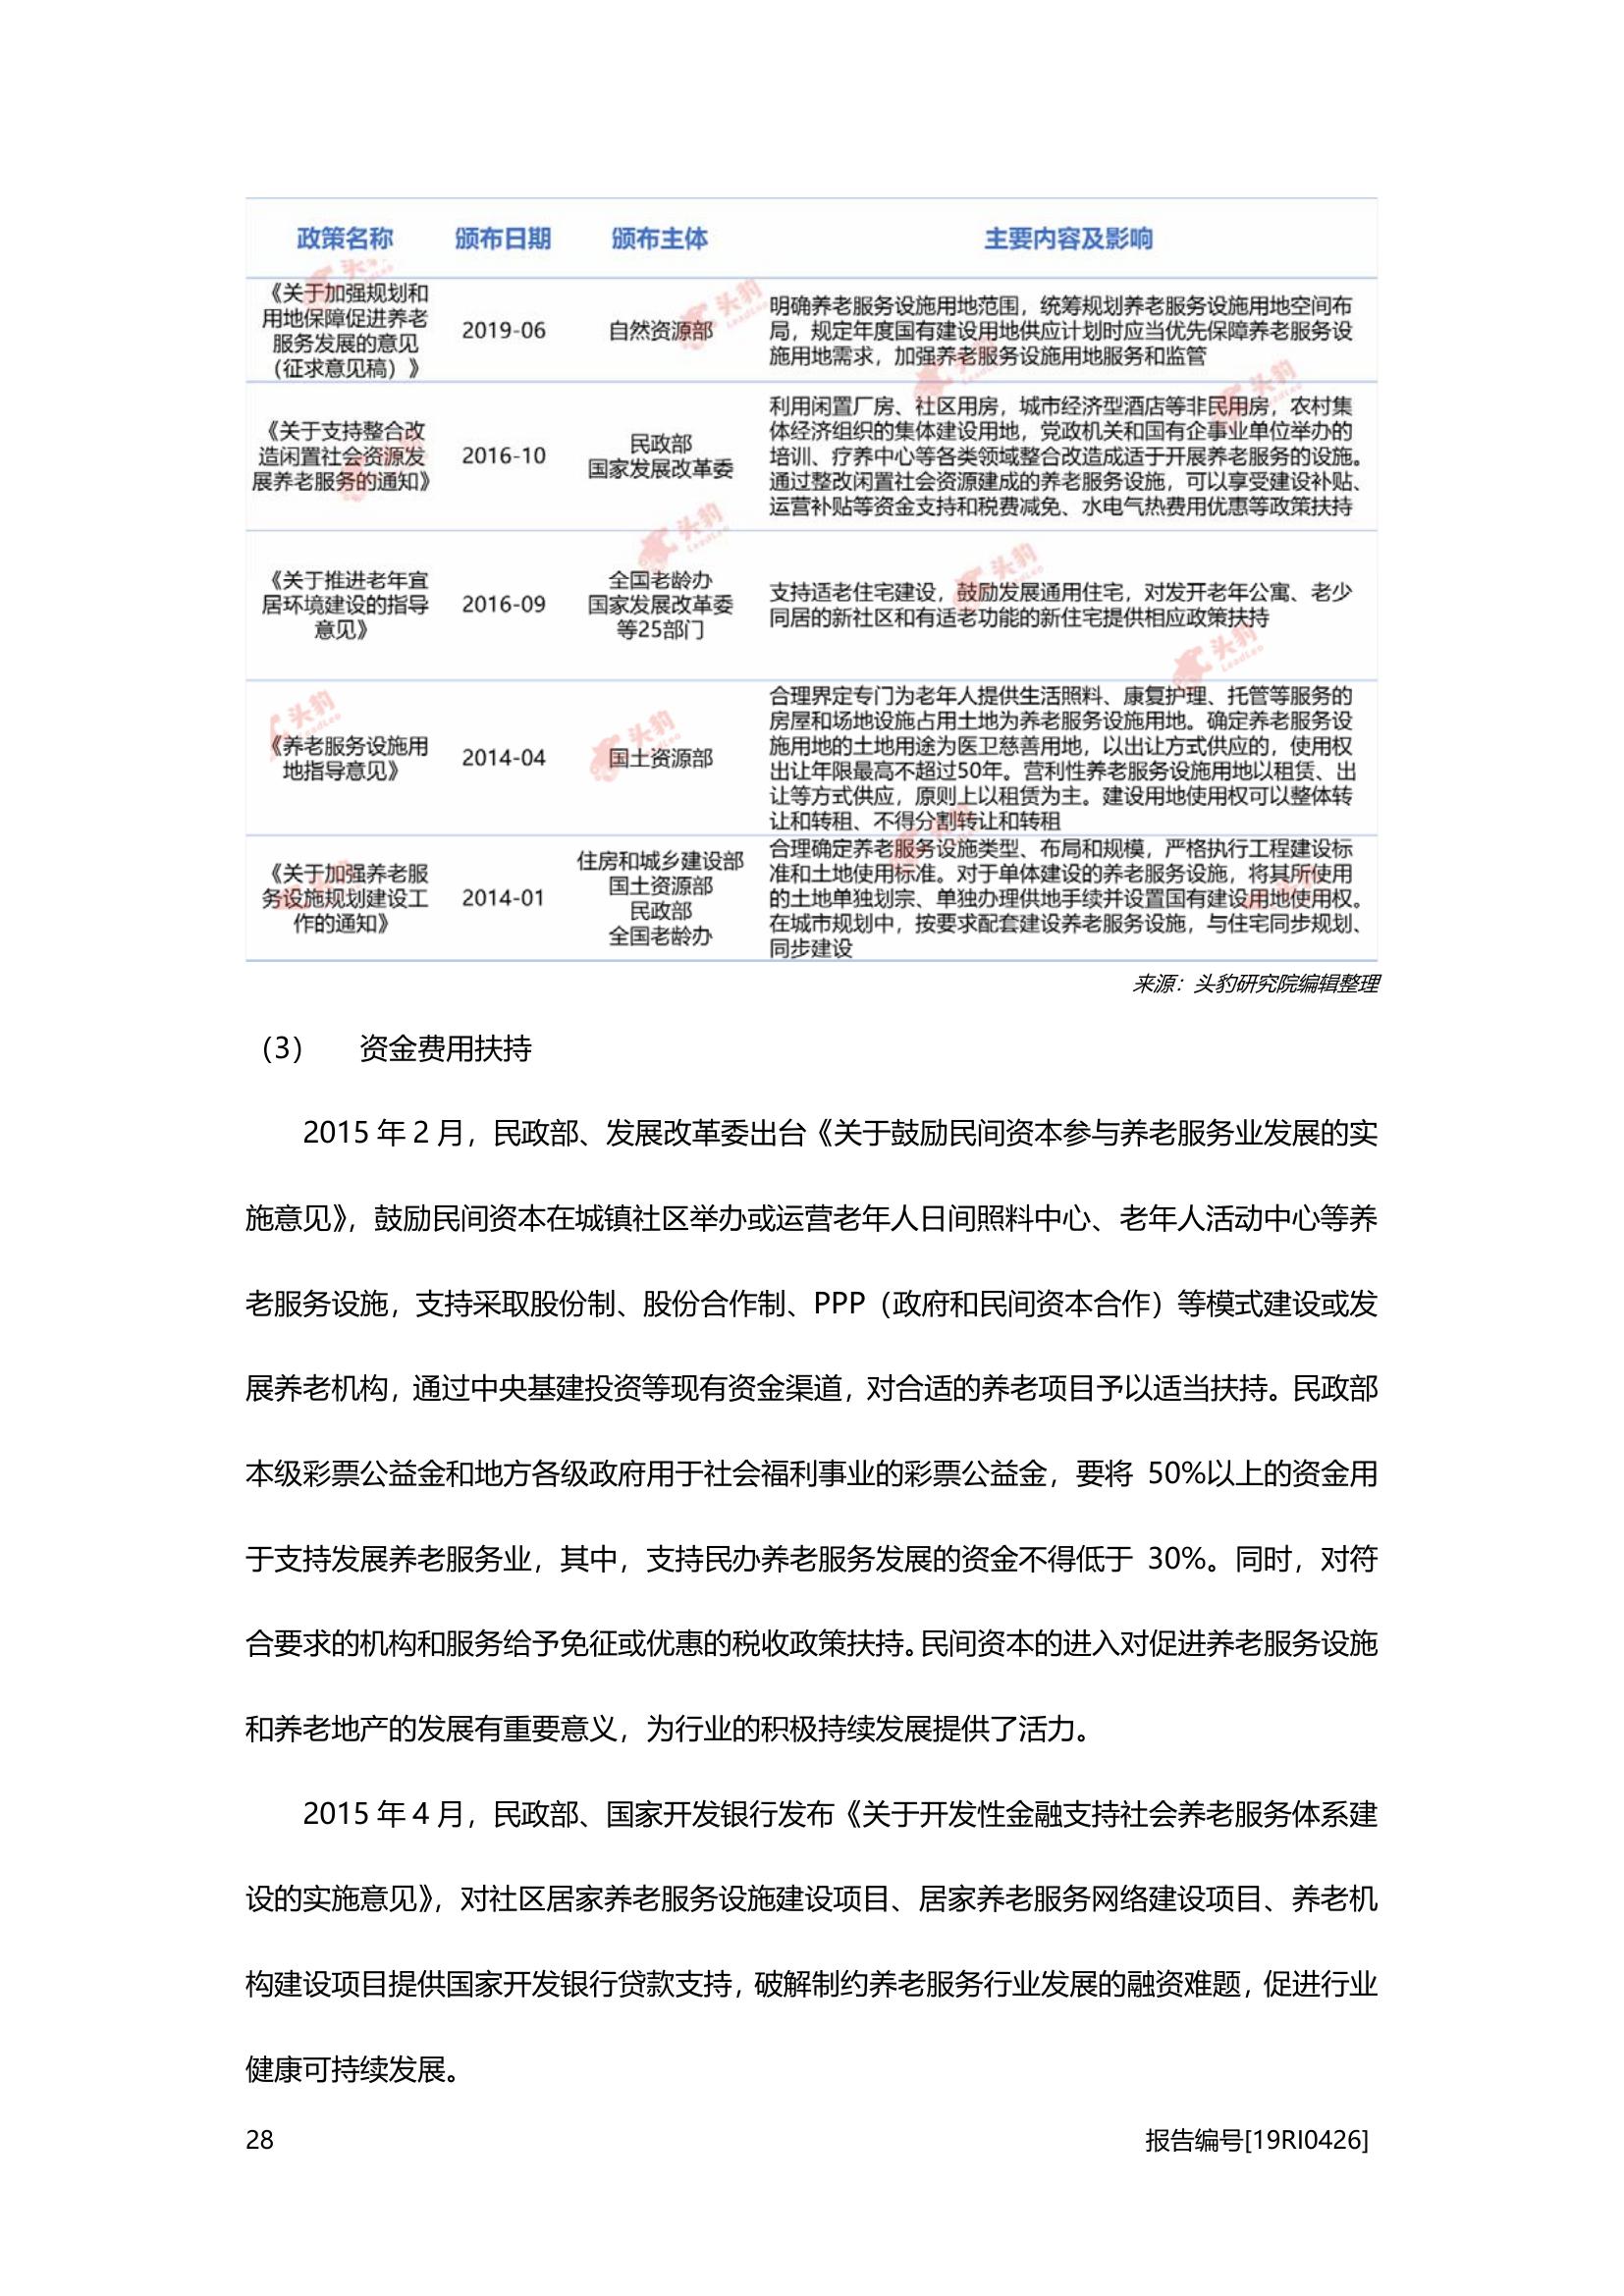 政策名称 颁布日期 颁布主体 主要内容及影响
《关于加强规划和
用地保障促进养老
服务发展的意见
（征求意见稿）》
2019-06
自然资源部
明确养老服务设施用地范围，统筹规划养老服务设施用地空间布
局，规定年度国有建设用地供应计划时应当优先保障养老服务设
施用地需求，加强养老服务设施用地服务和监管
《关于支持整合改
造闲置社会资源发
展养老服务的通知》
2016-10
民政部
国家发展改革委
利用闲置厂房、社区用房，城市经济型酒店等非民用房，农村集
体经济组织的集体建设用地，党政机关和国有企事业单位举办的
培训、疗养中心等各类领域整合改造成适于开展养老服务的设施。
通过整改闲置社会资源建成的养老服务设施，可以享受建设补贴、
运营补贴等资金支持和税费减免、水电气热费用优惠等政策扶持
《关于推进老年宜
居环境建设的指导
意见》
2016-09
全国老龄办
国家发展改革委
等25部门
支持适老住宅建设，鼓励发展通用住宅，对发开老年公寓、老少
同居的新社区和有适老功能的新住宅提供相应政策扶持
《养老服务设施用
地指导意见》
2014-04
国土资源部
合理界定专门为老年人提供生活照料、康复护理、托管等服务的
房屋和场地设施占用土地为养老服务设施用地。确定养老服务设
施用地的土地用途为医卫慈善用地，以出让方式供应的，使用权
出让年限最高不超过50年。营利性养老服务设施用地以租赁、出
让等方式供应，原则上以租赁为主。建设用地使用权可以整体转
让和转租、不得分割转让和转租
《关于加强养老服
务设施规划建设工
作的通知》
2014-01
住房和城乡建设部
国土资源部
民政部
全国老龄办
合理确定养老服务设施类型、布局和规模，严格执行工程建设标
准和土地使用标准。对于单体建设的养老服务设施，将其所使用
的土地单独划宗、单独办理供地手续并设置国有建设用地使用权。
在城市规划中，按要求配套建设养老服务设施，与住宅同步规划、
同步建设
来源：头豹研究院编辑整理
（3） 资金费用扶持
2015 年 2 月，民政部、发展改革委出台《关于鼓励民间资本参与养老服务业发展的实
施意见》，鼓励民间资本在城镇社区举办或运营老年人日间照料中心、老年人活动中心等养
老服务设施，支持采取股份制、股份合作制、PPP（政府和民间资本合作）等模式建设或发
展养老机构，通过中央基建投资等现有资金渠道，对合适的养老项目予以适当扶持。民政部
本级彩票公益金和地方各级政府用于社会福利事业的彩票公益金，要将 50%以上的资金用
于支持发展养老服务业，其中，支持民办养老服务发展的资金不得低于 30%。同时，对符
合要求的机构和服务给予免征或优惠的税收政策扶持。民间资本的进入对促进养老服务设施
和养老地产的发展有重要意义，为行业的积极持续发展提供了活力。
2015 年 4 月，民政部、国家开发银行发布《关于开发性金融支持社会养老服务体系建
设的实施意见》，对社区居家养老服务设施建设项目、居家养老服务网络建设项目、养老机
构建设项目提供国家开发银行贷款支持，破解制约养老服务行业发展的融资难题，促进行业
健康可持续发展。
28 报告编号[19RI0426]